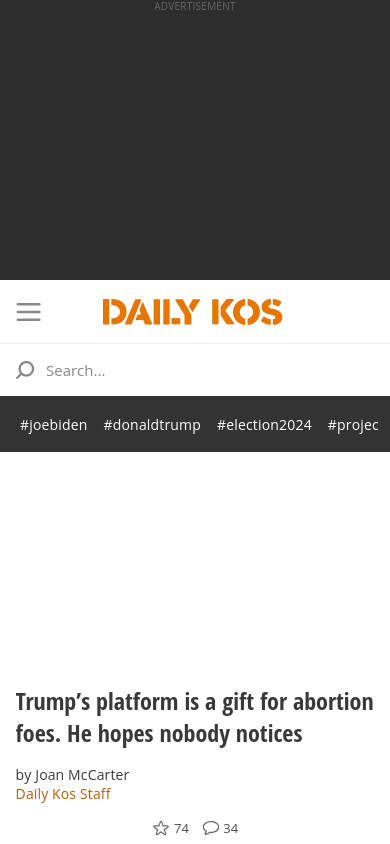 ADVERTISEMENT
DAILY KOS
Search...
#joebiden #donaldtrump #election2024 #projec
Trump’s platform is a gift for abortion
foes. He hopes nobody notices
by Joan McCarter
Daily Kos Staff
74 34